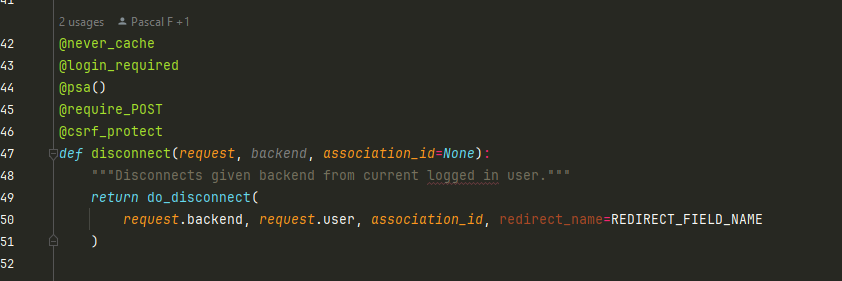 41
2 usages Pascal F +1
42 @never_cache
43 @login_required
44 @psa()
45 @require_POST
46 @csrf_protect
47 def disconnect(request, backend, association_id=None):
48 """Disconnects given backend from current logged in user."""
49 return do_disconnect(
50 request.backend, request.user, association_id, redirect_name=REDIRECT_FIELD_NAME
51 )
52